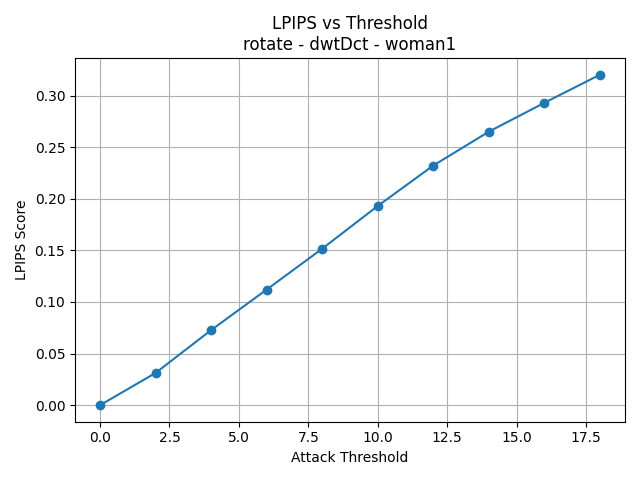 LPIPS vs Threshold
rotate - dwtDct - woman1
LPIPS Score
0.30
0.25
0.20
0.15
0.10
0.05
0.00
0.0 2.5 5.0 7.5 10.0 12.5 15.0 17.5
Attack Threshold